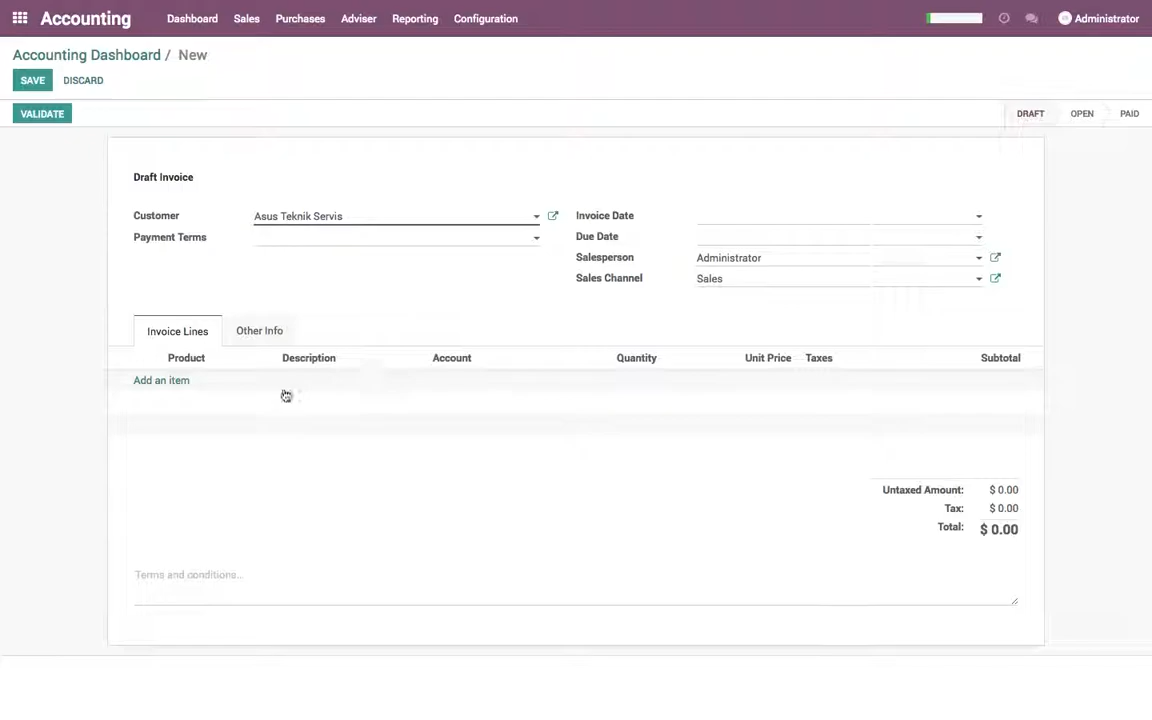 Accounting Dashboard Sales Purchases Adviser Reporting Configuration Administrator
Accounting Dashboard / New
SAVE DISCARD
VALIDATE DRAFT OPEN PAID
Draft Invoice
Customer Asus Teknik Servis Invoice Date
Payment Terms Due Date
Salesperson Administrator
Sales Channel Sales
Invoice Lines Other Info
Product Description Account Quantity Unit Price Taxes Subtotal
Add an item
Untaxed Amount: $ 0.00
Tax: $ 0.00
Total: $ 0.00
Terms and conditions...